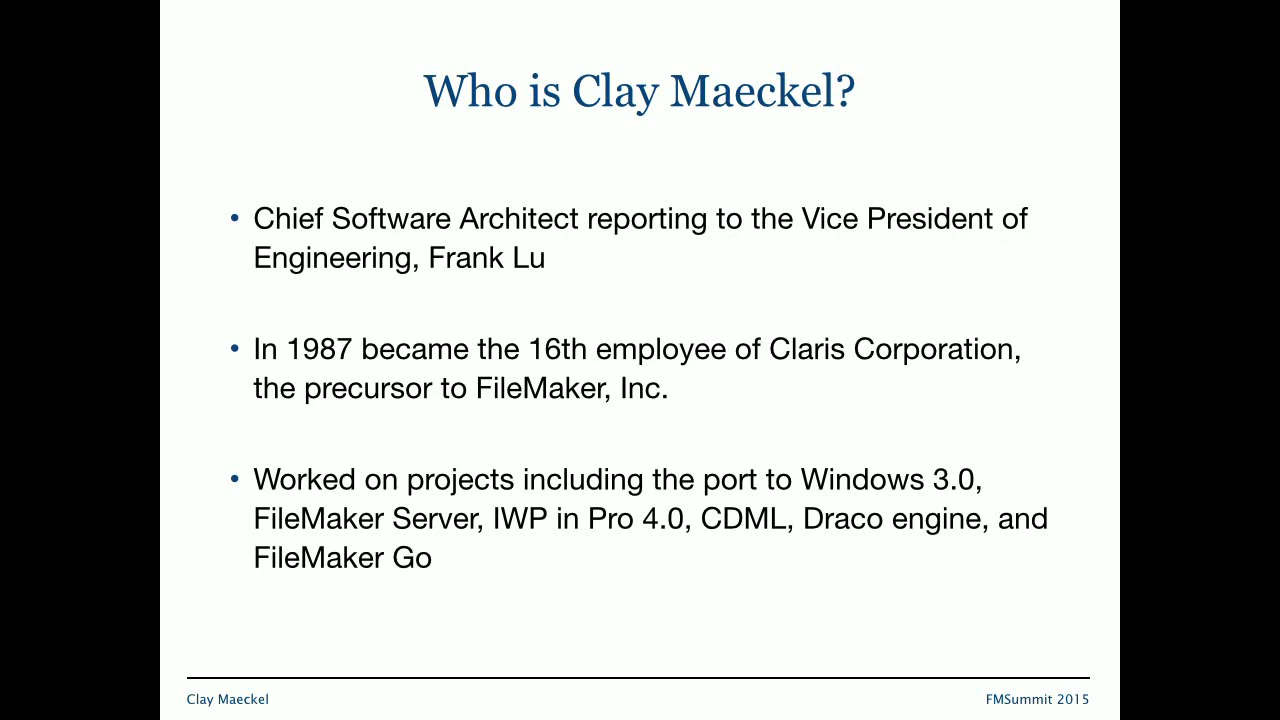 Who is Clay Maeckel?
• Chief Software Architect reporting to the Vice President of
Engineering, Frank Lu
• In 1987 became the 16th employee of Claris Corporation,
the precursor to FileMaker, Inc.
• Worked on projects including the port to Windows 3.0,
FileMaker Server, IWP in Pro 4.0, CDML, Draco engine, and
FileMaker Go
Clay Maeckel
FMSummit 2015